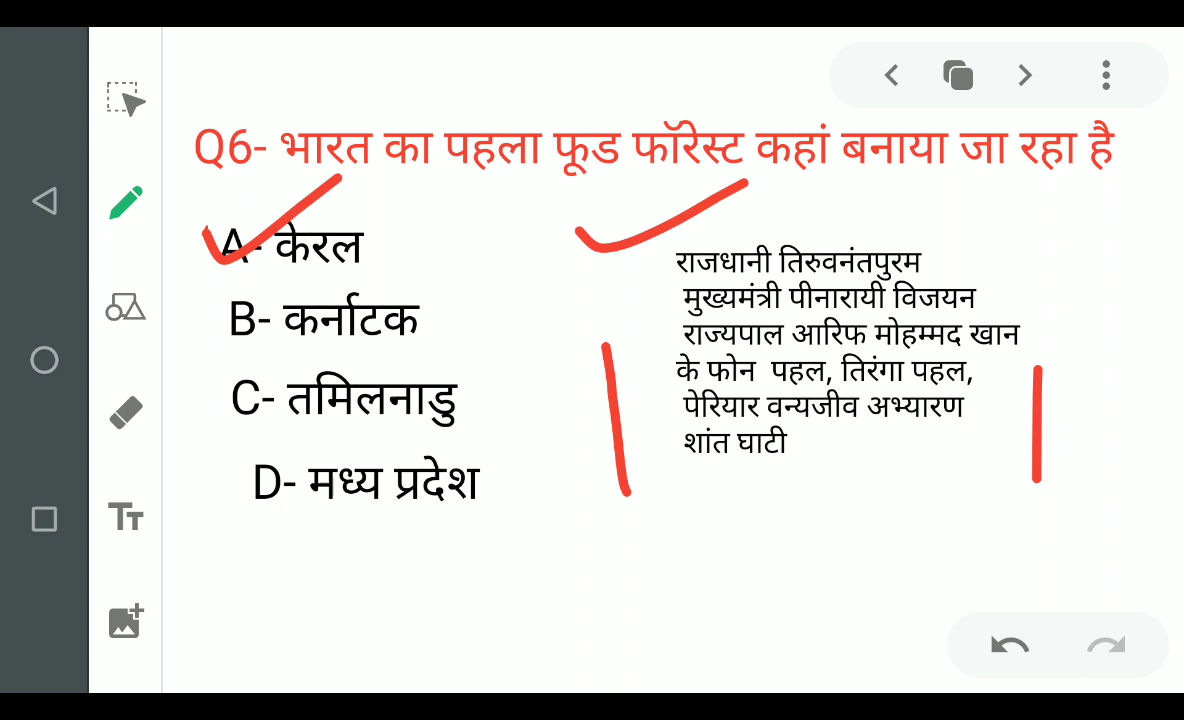 Q6- भारत का पहला फूड फॉरेस्ट कहां बनाया जा रहा है
A- केरल
B- कर्नाटक
C- तमिलनाडु
D- मध्य प्रदेश
राजधानी तिरुवनंतपुरम
मुख्यमंत्री पीनारायी विजयन
राज्यपाल आरिफ मोहम्मद खान
के फोन पहल, तिरंगा पहल,
पेरियार वन्यजीव अभ्यारण
शांत घाटी
Tт